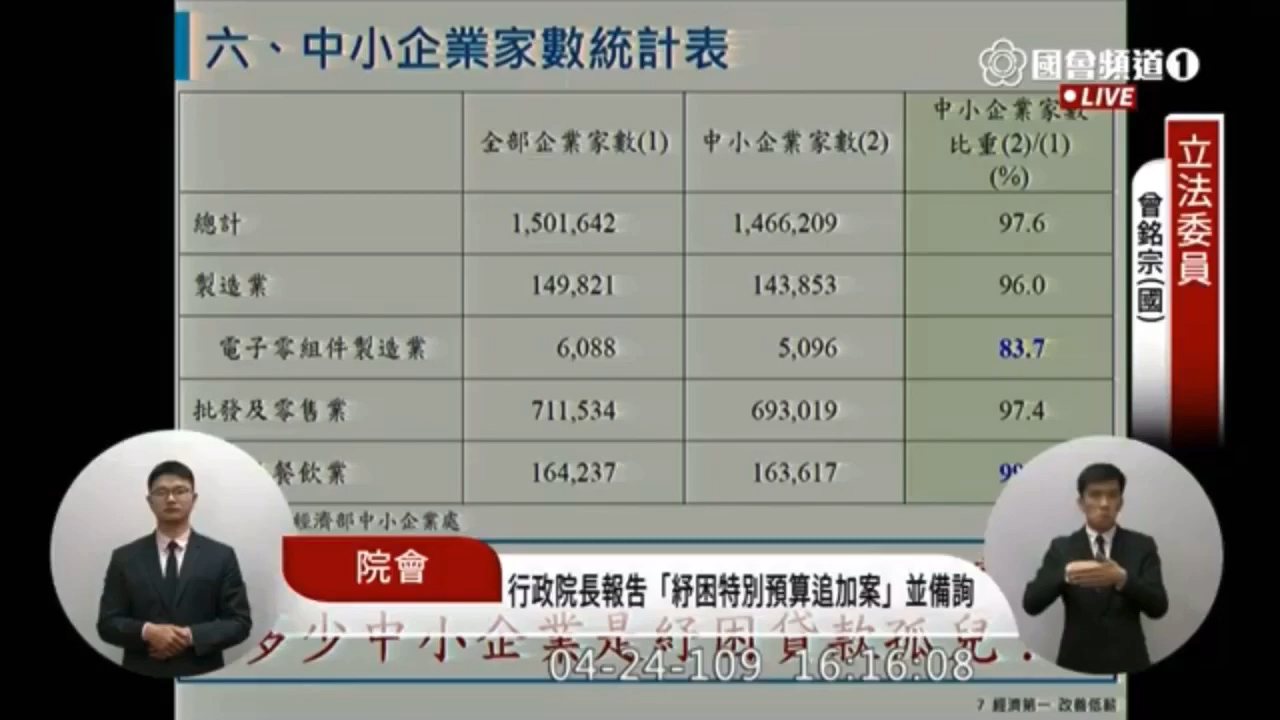 六、中小企業家數統計表
國會頻道1
LIVE
全部企業家數(1)
中小企業家數(2)
中小企業家數
比重(2)/(1)
(%)
總計 1,501,642 1,466,209 97.6
製造業 149,821 143,853 96.0
電子零組件製造業 6,088 5,096 83.7
批發及零售業 711,534 693,019 97.4
餐飲業 164,237 163,617
經濟部中小企業處
立法委員
曾銘宗(國)
院會
行政院長報告「紓困特別預算追加案」並備詢
多少中小企業是紓困貸款孤兒
04-24-109 16:16:08
7 經濟第一 改善低薪